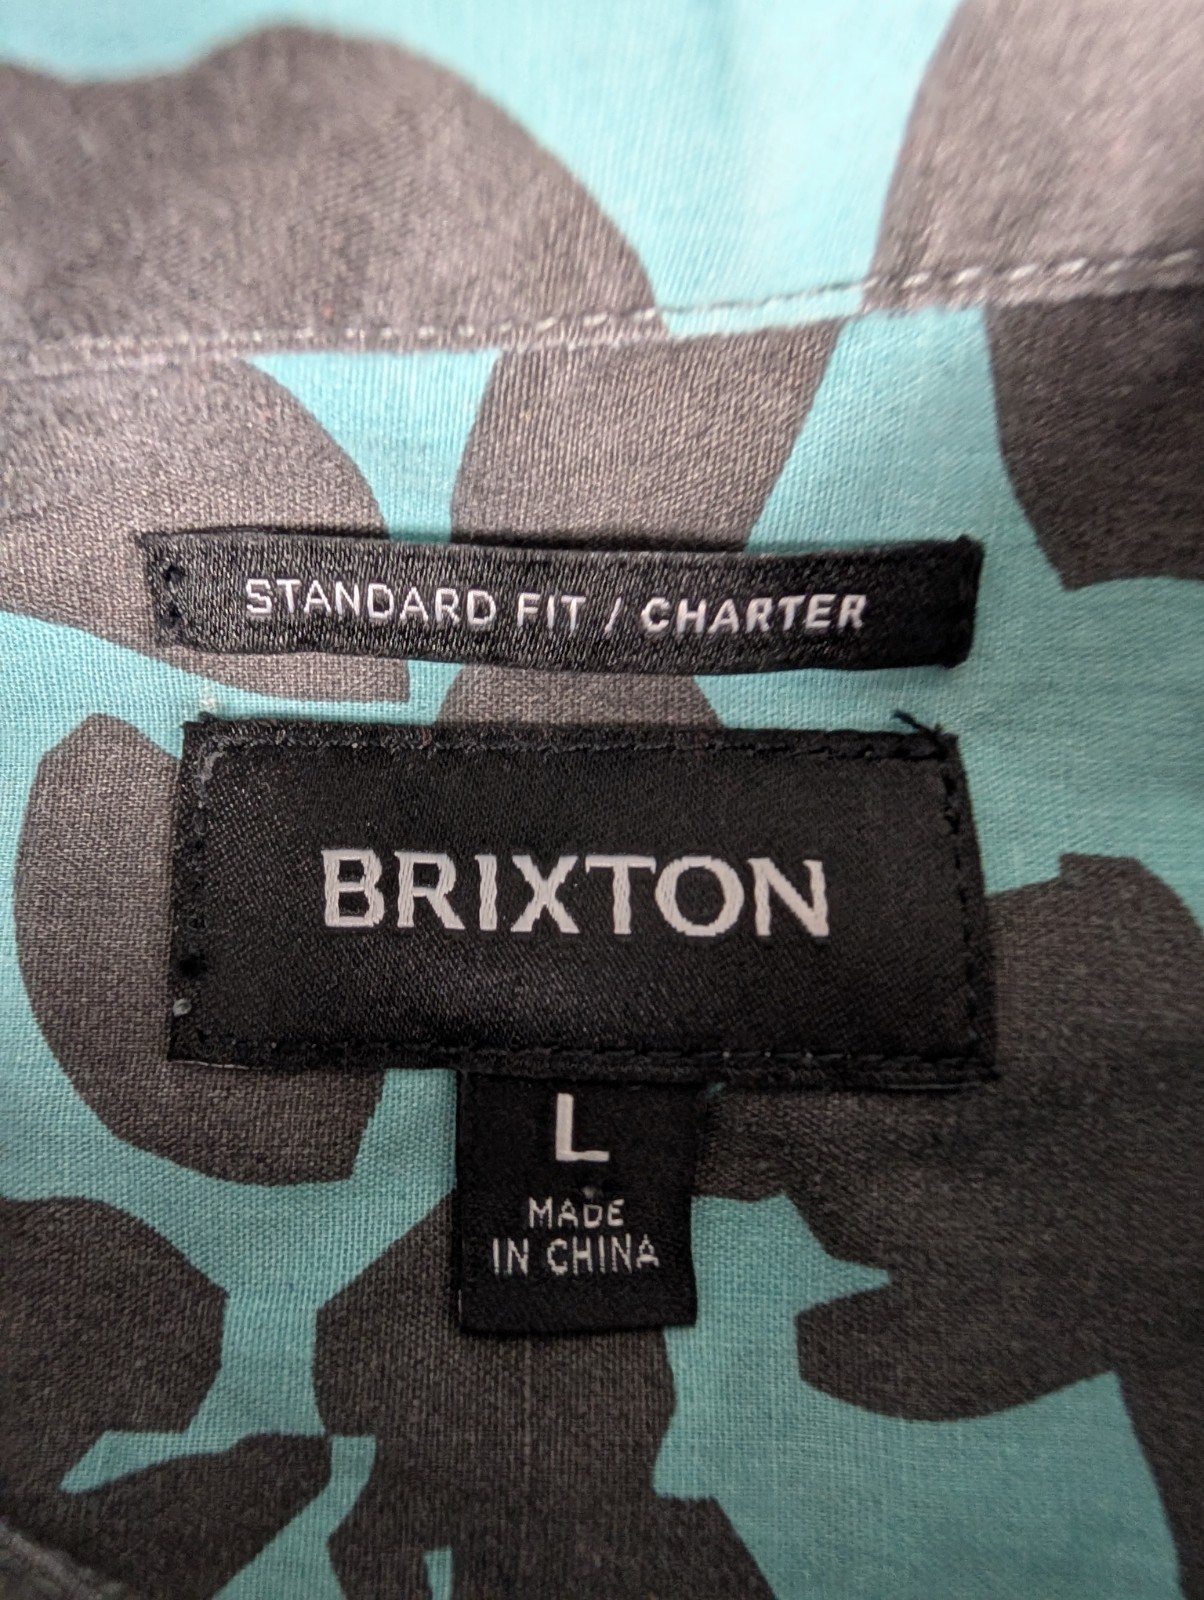 STANDARD FIT / CHARTER
BRIXTON
L
MADE
IN CHINA